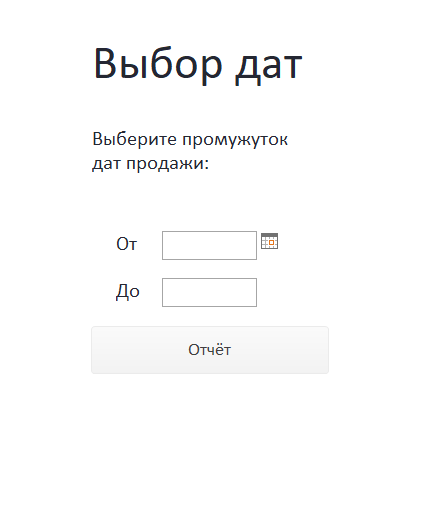 Выбор дат
Выберите промужуток
дат продажи:
От
До
Отчёт